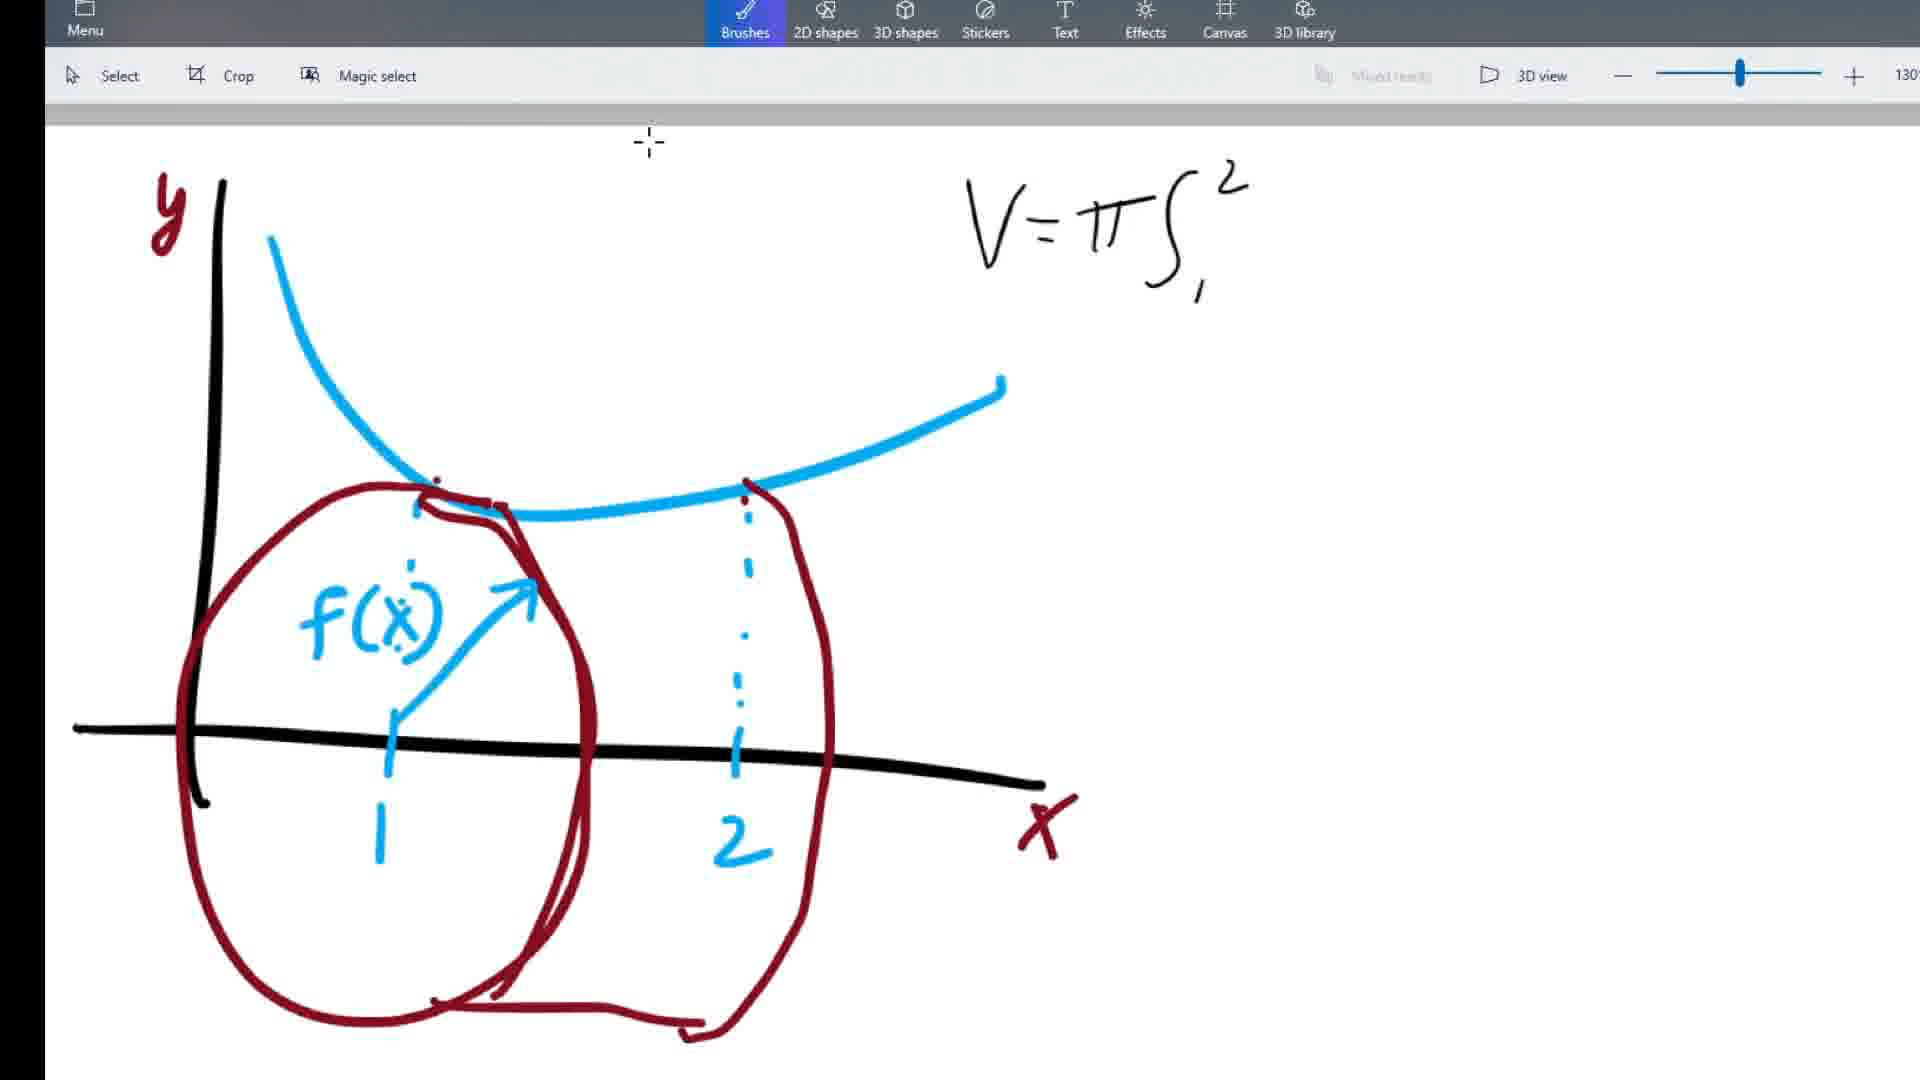 Menu Brushes 2D shapes 3D shapes Stickers Text Effects Canvas 3D library
Select Crop Magic select 3D view 130
y
V = π∫₁²
f(x)
1 2
x